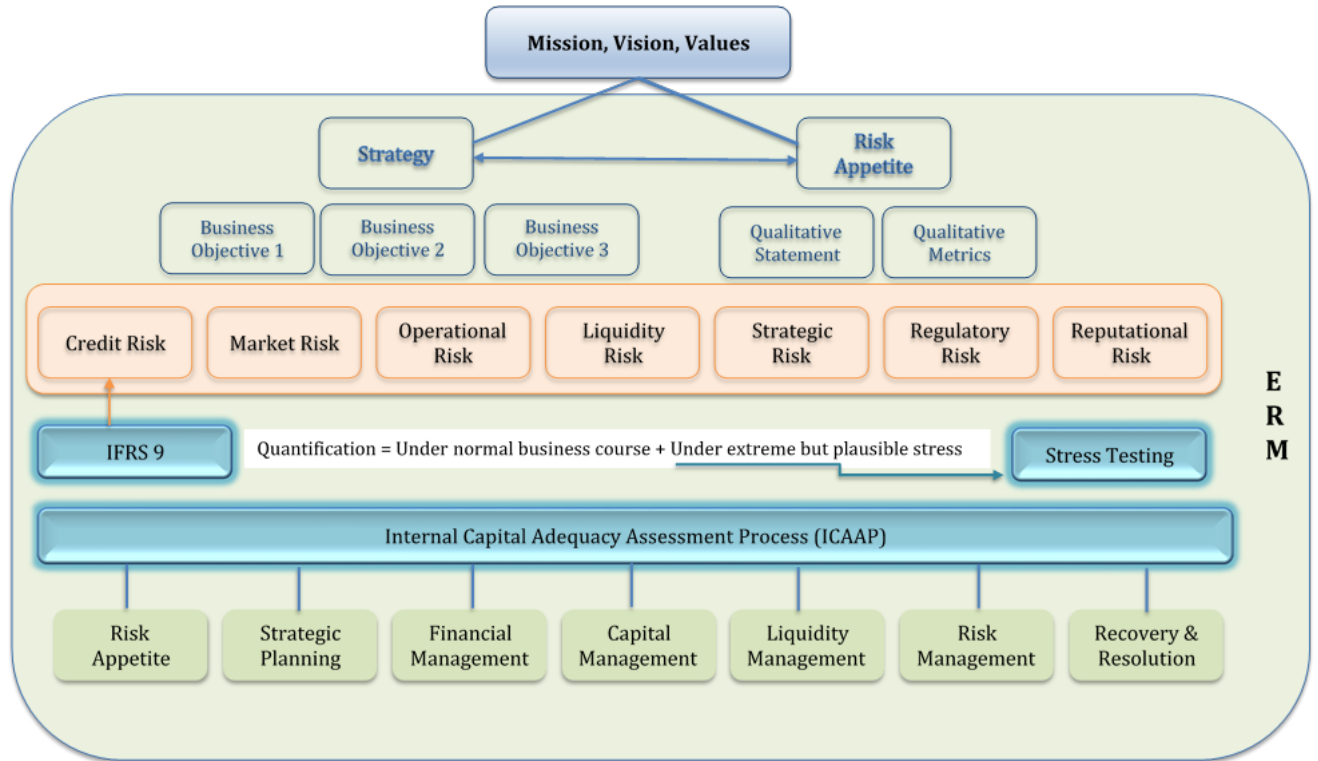 Mission, Vision, Values
Strategy
Risk
Appetite
Business
Objective 1
Business
Objective 2
Business
Objective 3
Qualitative
Statement
Qualitative
Metrics
Credit Risk
Market Risk
Operational
Risk
Liquidity
Risk
Strategic
Risk
Regulatory
Risk
Reputational
Risk
E
R
M
IFRS 9
Quantification = Under normal business course + Under extreme but plausible stress
Stress Testing
Internal Capital Adequacy Assessment Process (ICAAP)
Risk
Appetite
Strategic
Planning
Financial
Management
Capital
Management
Liquidity
Management
Risk
Management
Recovery &
Resolution